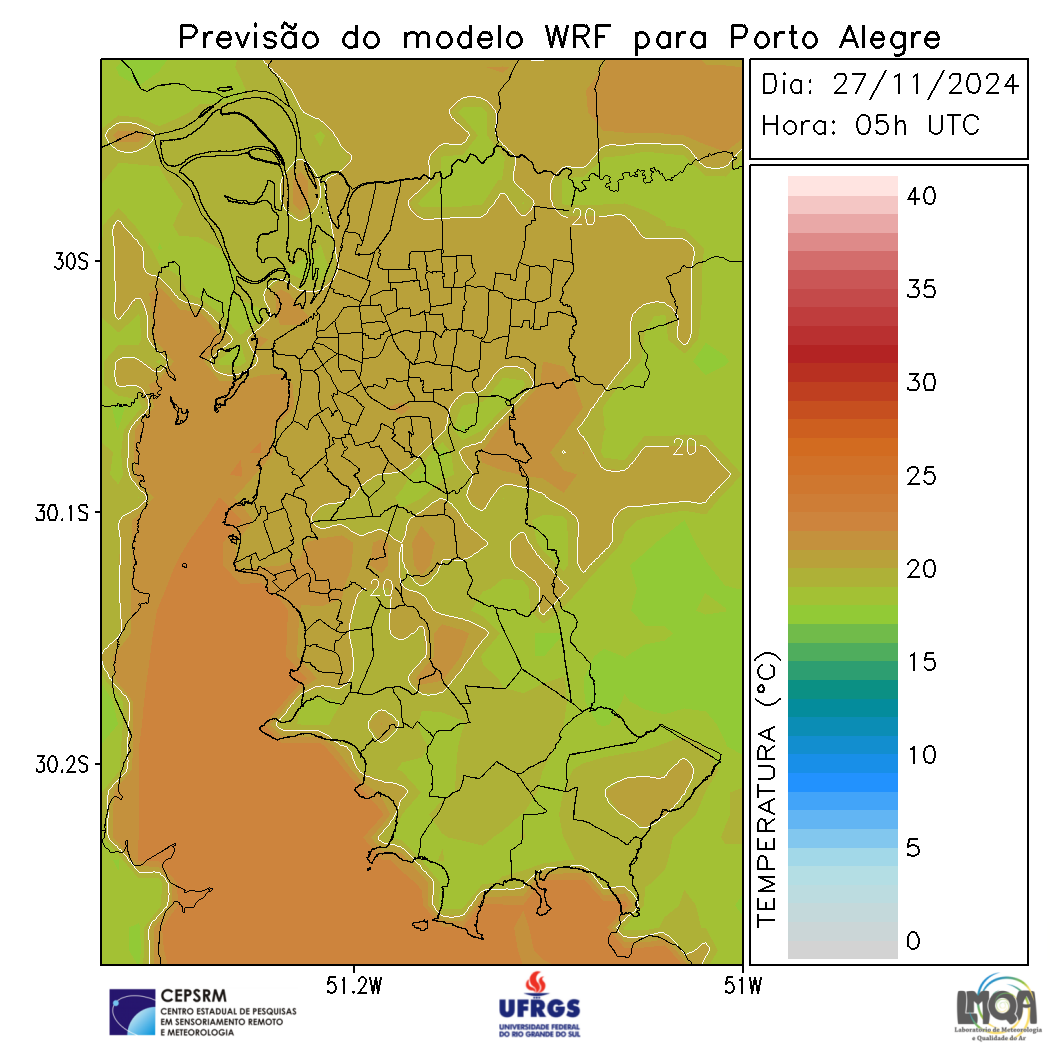 Previsão do modelo WRF para Porto Alegre
Dia: 27/11/2024
Hora: 05h UTC
40
35
30
25
20
15
10
5
0
TEMPERATURA (°C)
30S
30.1S
30.2S
20
20
20
51.2W
51W
CEPSRM
CENTRO ESTADUAL DE PESQUISAS
EM SENSORIAMENTO REMOTO
E METEOROLOGIA
UFRGS
UNIVERSIDADE FEDERAL
DO RIO GRANDE DO SUL
LMQA
Laboratório de Meteorologia
e Qualidade do Ar